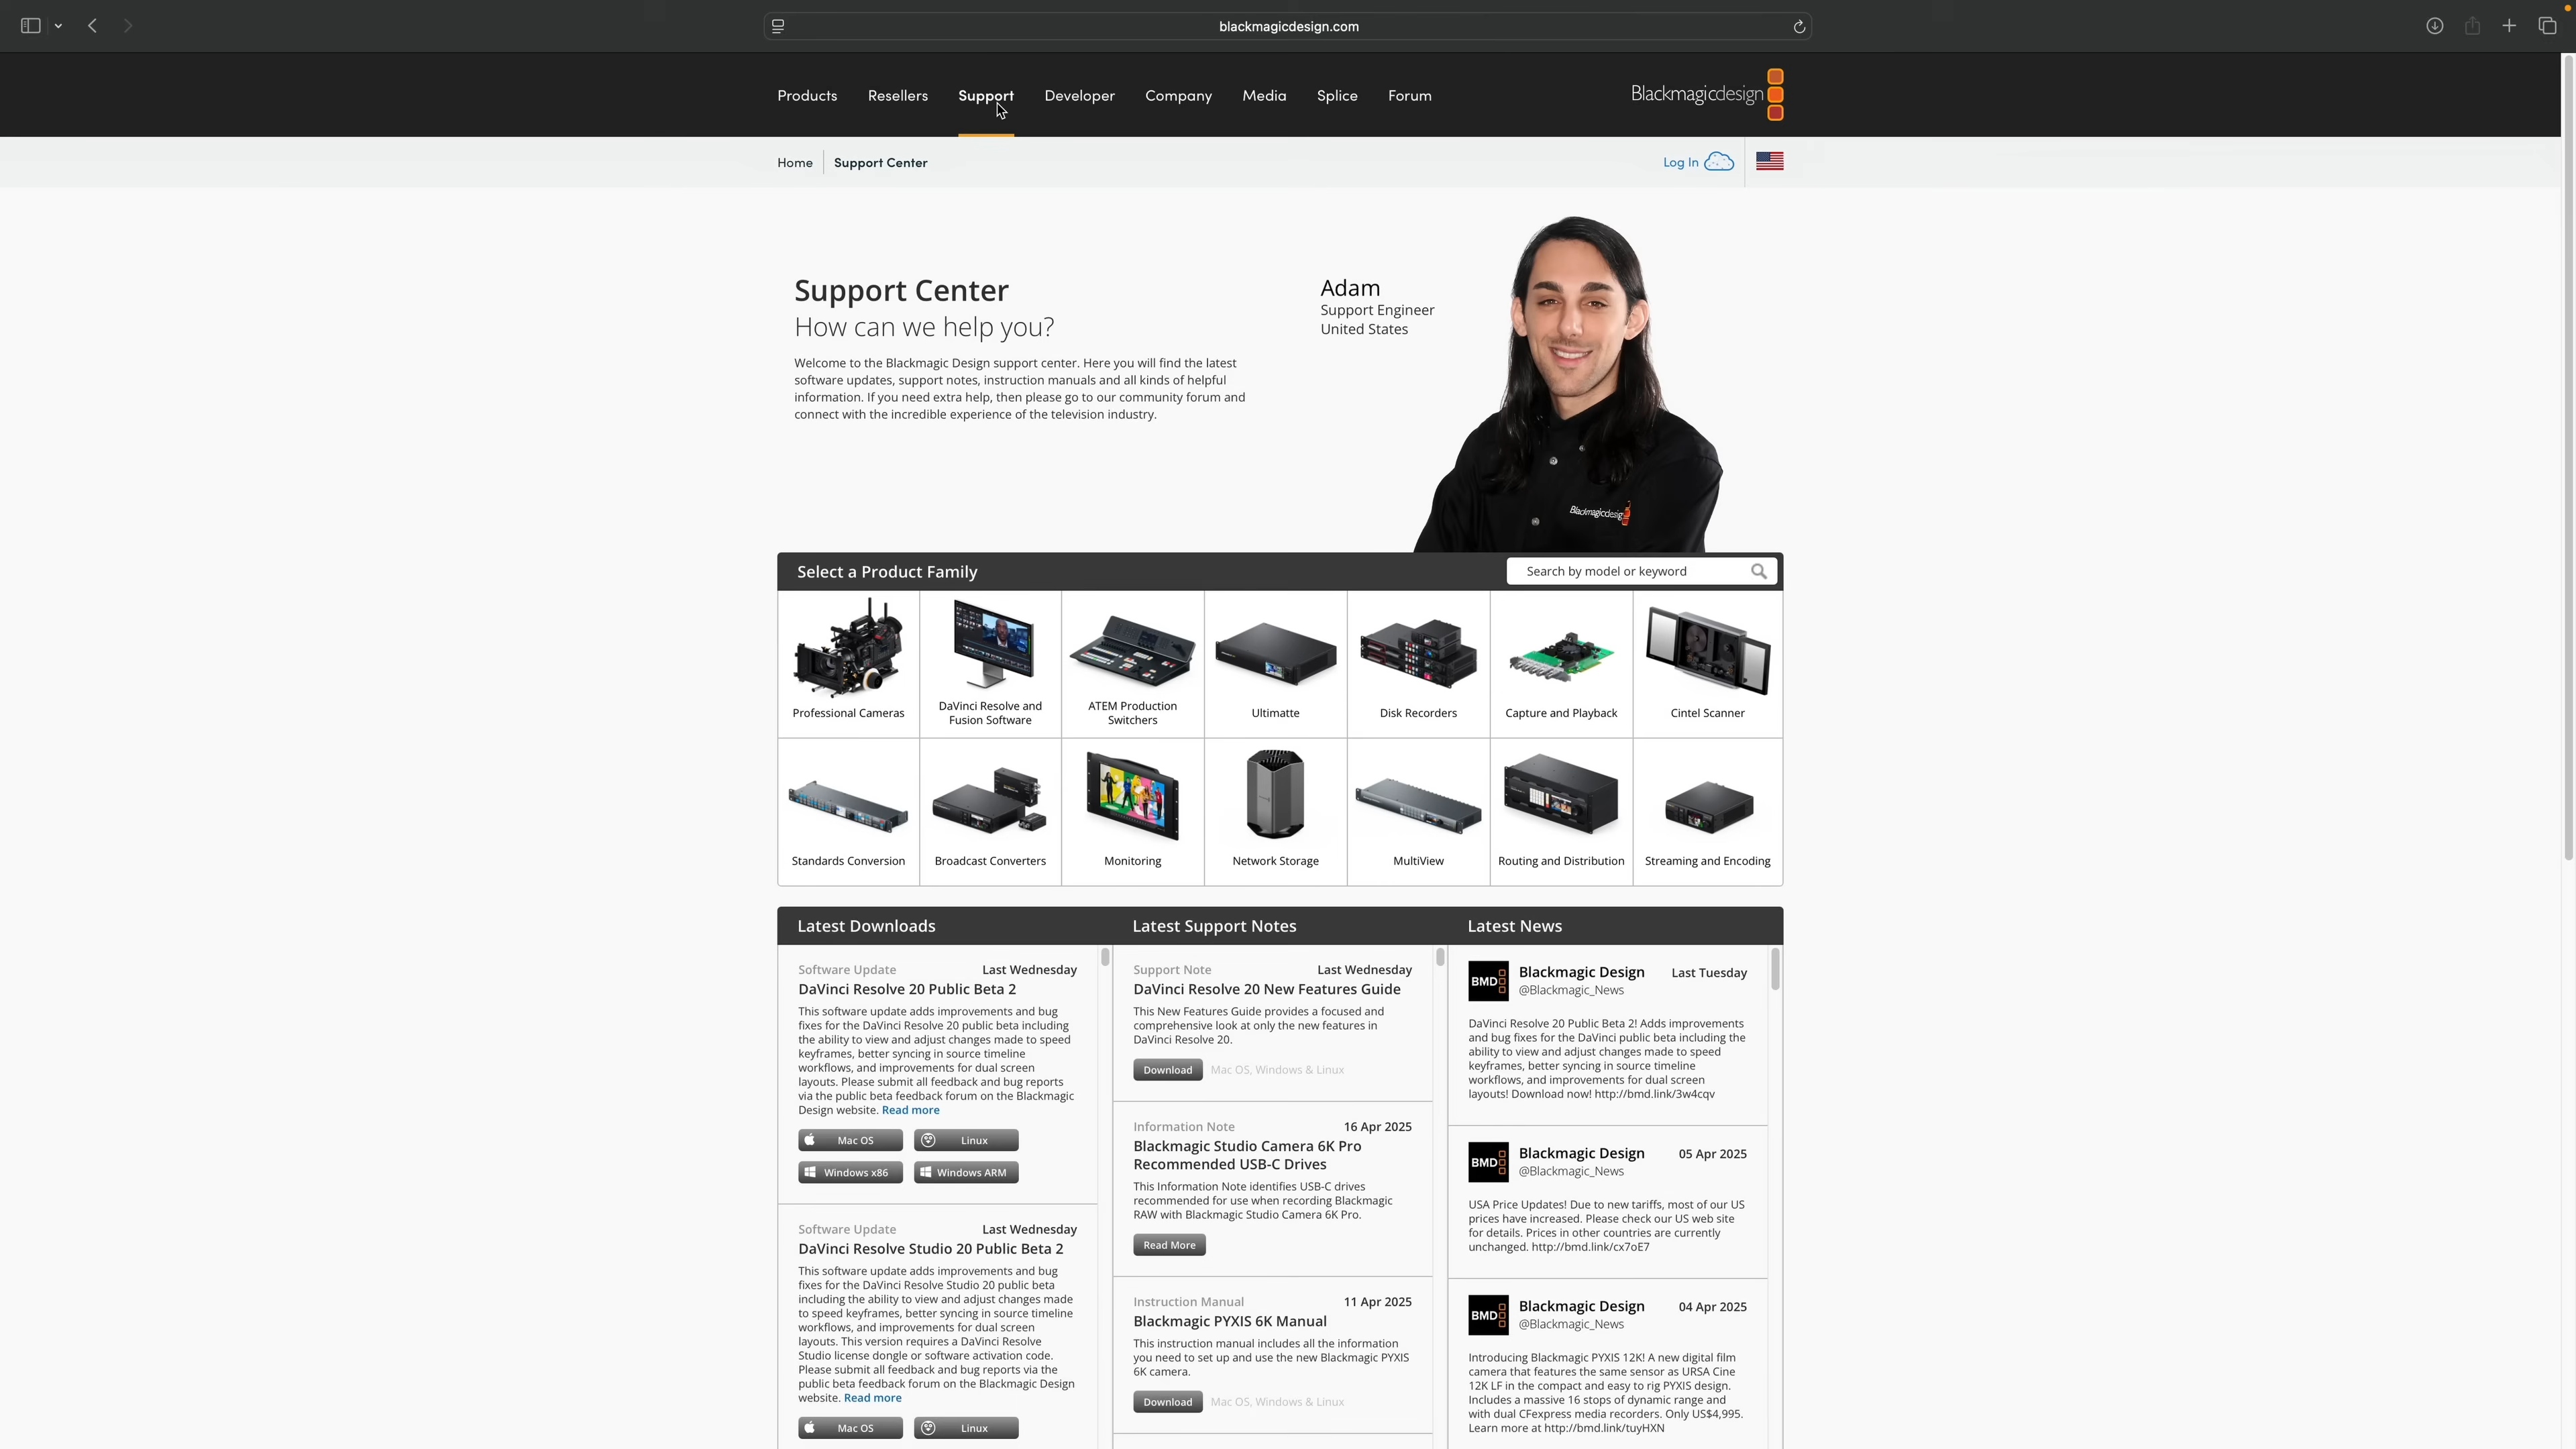 blackmagicdesign.com
Products Resellers Support Developer Company Media Splice Forum
Blackmagicdesign
Home Support Center
Log In
Support Center
How can we help you?
Welcome to the Blackmagic Design support center. Here you will find the latest
software updates, support notes, instruction manuals and all kinds of helpful
information. If you need extra help, then please go to our community forum and
connect with the incredible experience of the television industry.
Adam
Support Engineer
United States
Blackmagicdesign
Select a Product Family
Search by model or keyword
Professional Cameras
DaVinci Resolve and
Fusion Software
ATEM Production
Switchers
Ultimatte
Disk Recorders
Capture and Playback
Cintel Scanner
Standards Conversion
Broadcast Converters
Monitoring
Network Storage
MultiView
Routing and Distribution
Streaming and Encoding
Latest Downloads
Software Update Last Wednesday
DaVinci Resolve 20 Public Beta 2
This software update adds improvements and bug
fixes for the DaVinci Resolve 20 public beta including
the ability to view and adjust changes made to speed
keyframes, better syncing in source timeline
workflows, and improvements for dual screen
layouts. Please submit all feedback and bug reports
via the public beta feedback forum on the Blackmagic
Design website. Read more
Mac OS Linux
Windows x86 Windows ARM
Software Update Last Wednesday
DaVinci Resolve Studio 20 Public Beta 2
This software update adds improvements and bug
fixes for the DaVinci Resolve Studio 20 public beta
including the ability to view and adjust changes made
to speed keyframes, better syncing in source timeline
workflows, and improvements for dual screen
layouts. This version requires a DaVinci Resolve
Studio license dongle or software activation code.
Please submit all feedback and bug reports via the
public beta feedback forum on the Blackmagic Design
website. Read more
Mac OS Linux
Latest Support Notes
Support Note Last Wednesday
DaVinci Resolve 20 New Features Guide
This New Features Guide provides a focused and
comprehensive look at only the new features in
DaVinci Resolve 20.
Download Mac OS, Windows & Linux
Information Note 16 Apr 2025
Blackmagic Studio Camera 6K Pro
Recommended USB-C Drives
This Information Note identifies USB-C drives
recommended for use when recording Blackmagic
RAW with Blackmagic Studio Camera 6K Pro.
Read More
Instruction Manual 11 Apr 2025
Blackmagic PYXIS 6K Manual
This instruction manual includes all the information
you need to set up and use the new Blackmagic PYXIS
6K camera.
Download Mac OS, Windows & Linux
Latest News
BMD
Blackmagic Design Last Tuesday
@Blackmagic_News
DaVinci Resolve 20 Public Beta 2! Adds improvements
and bug fixes for the DaVinci public beta including the
ability to view and adjust changes made to speed
keyframes, better syncing in source timeline
workflows, and improvements for dual screen
layouts! Download now! http://bmd.link/3w4cqv
BMD
Blackmagic Design 05 Apr 2025
@Blackmagic_News
USA Price Updates! Due to new tariffs, most of our US
prices have increased. Please check our US web site
for details. Prices in other countries are currently
unchanged. http://bmd.link/cx7oE7
BMD
Blackmagic Design 04 Apr 2025
@Blackmagic_News
Introducing Blackmagic PYXIS 12K! A new digital film
camera that features the same sensor as URSA Cine
12K LF in the compact and easy to rig PYXIS design.
Includes a massive 16 stops of dynamic range and
with dual CFexpress media recorders. Only US$4,995.
Learn more at http://bmd.link/tuyHXN